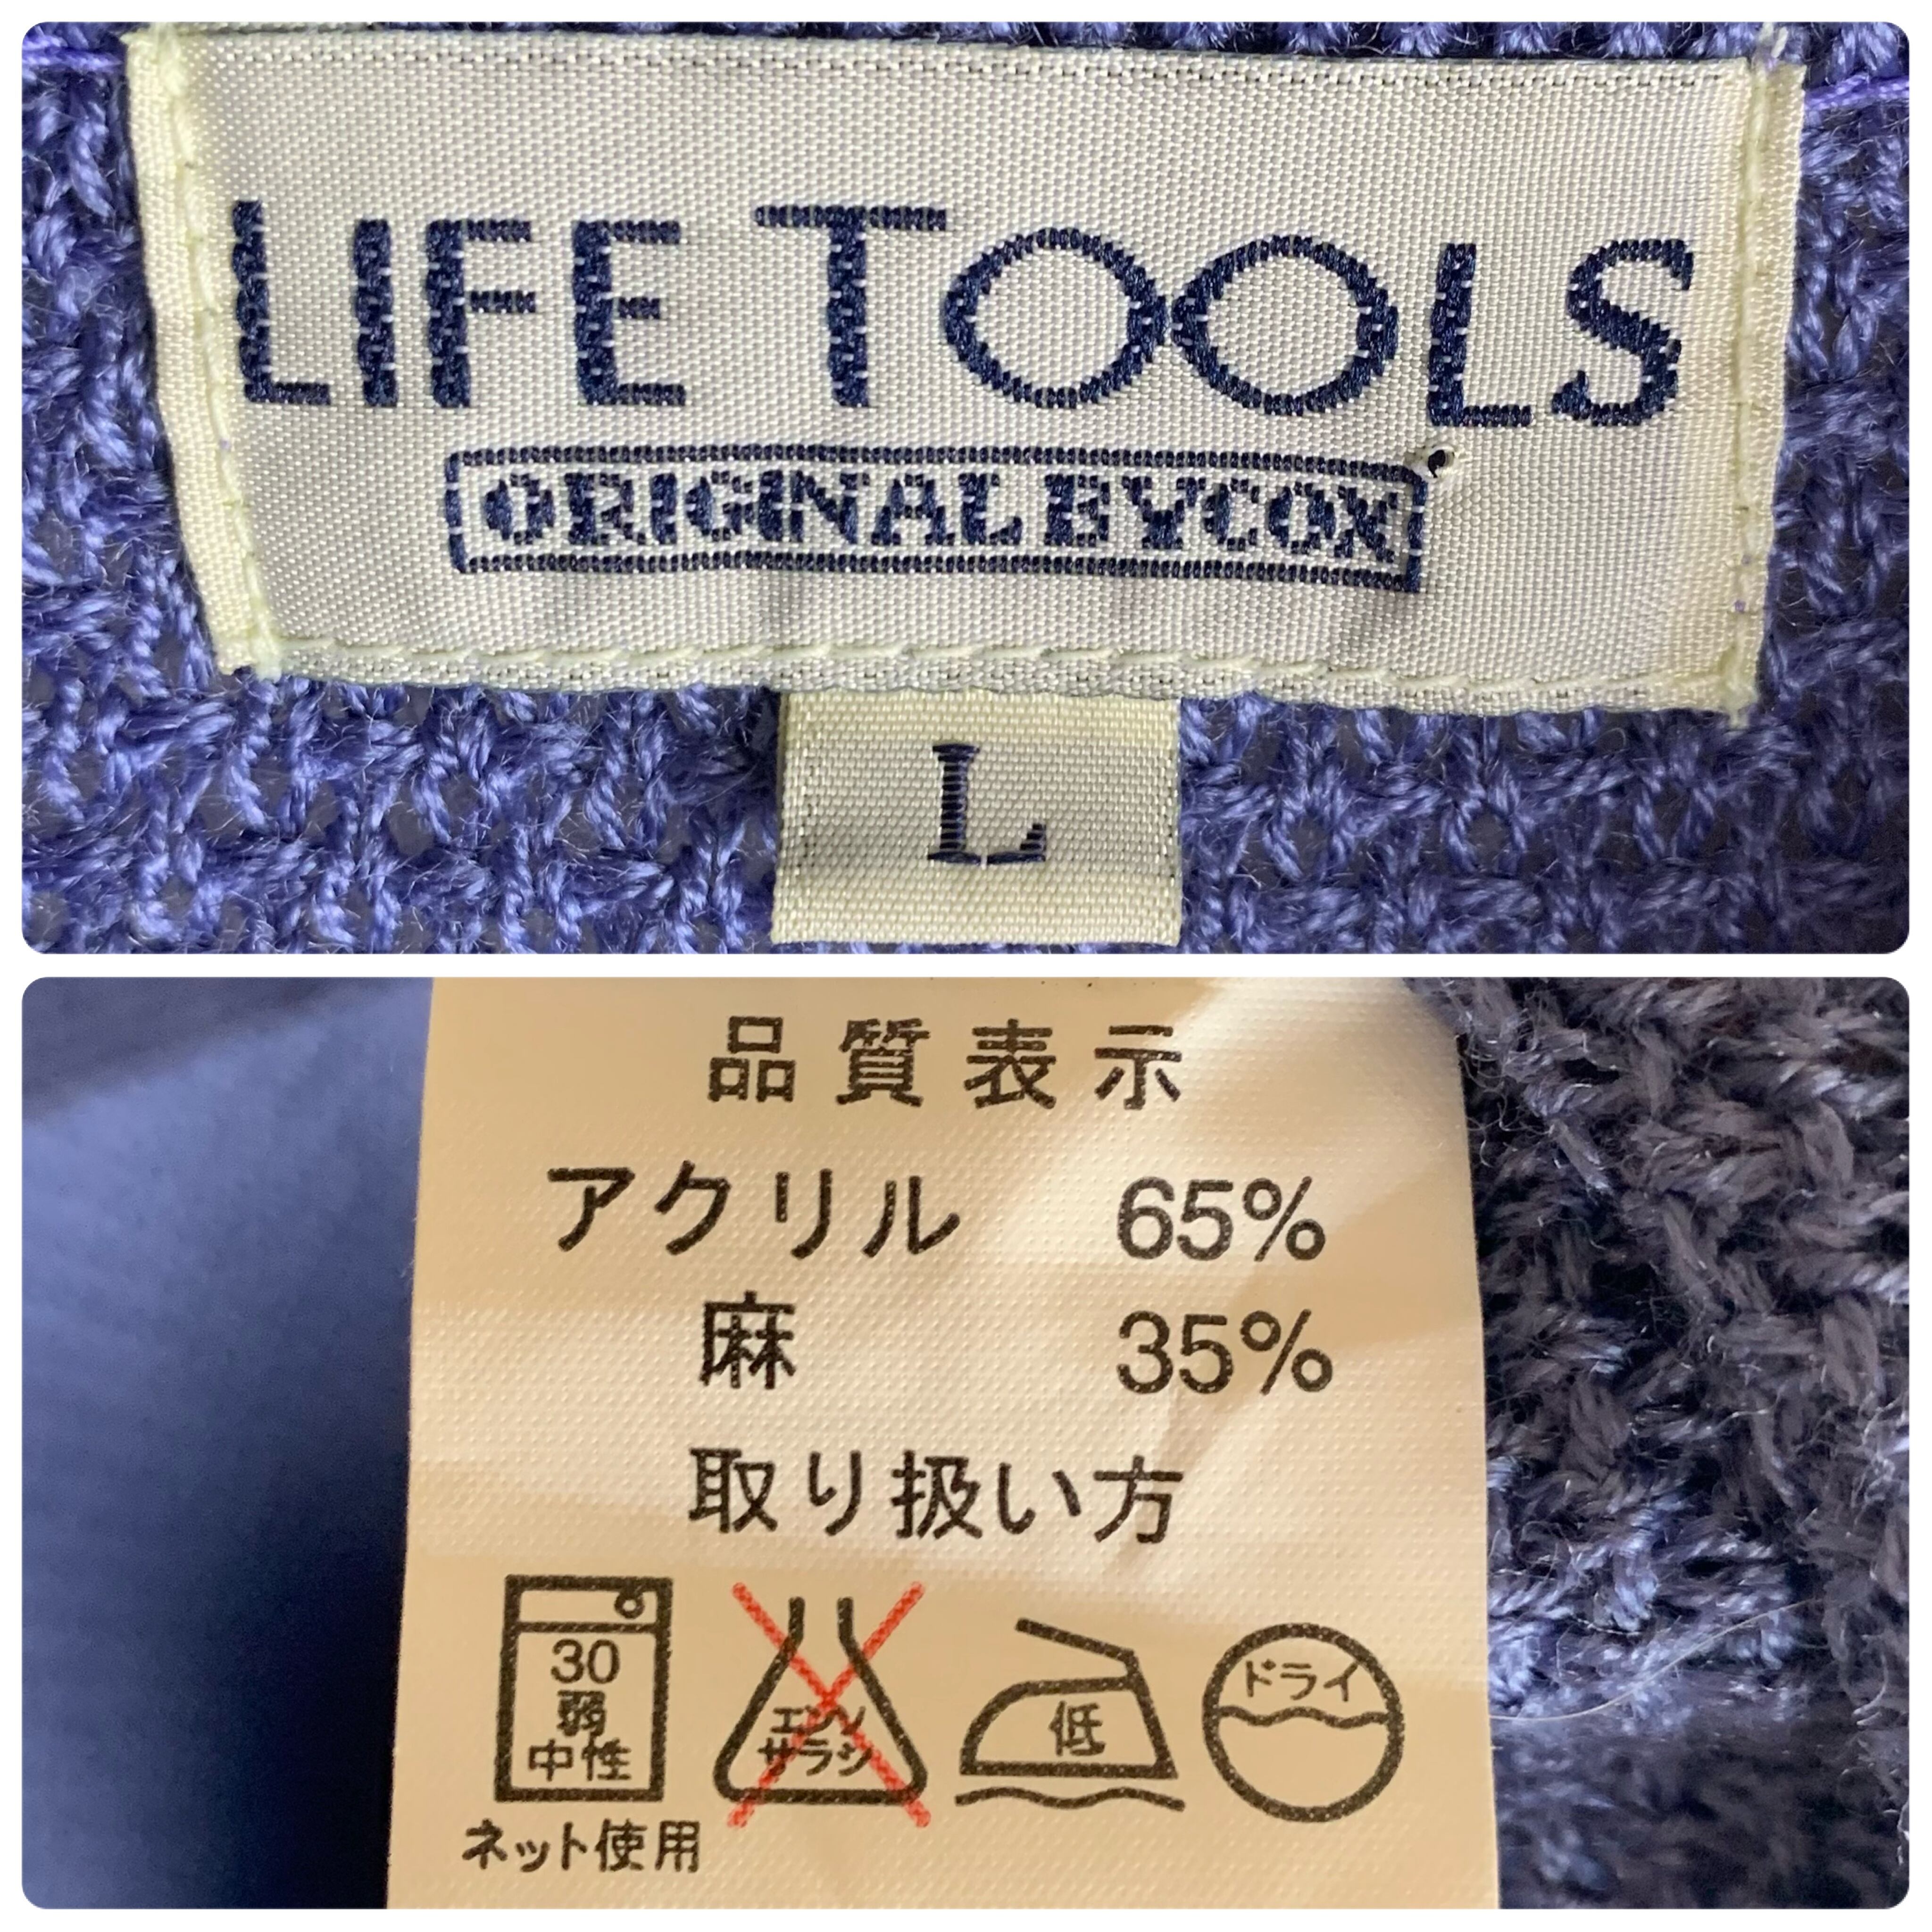 LIFE TOOLS
ORIGINAL BY COX
L
品質表示
アクリル 65%
麻 35%
取り扱い方
30
弱
中性
エンソ
サラシ
低
ドライ
ネット使用